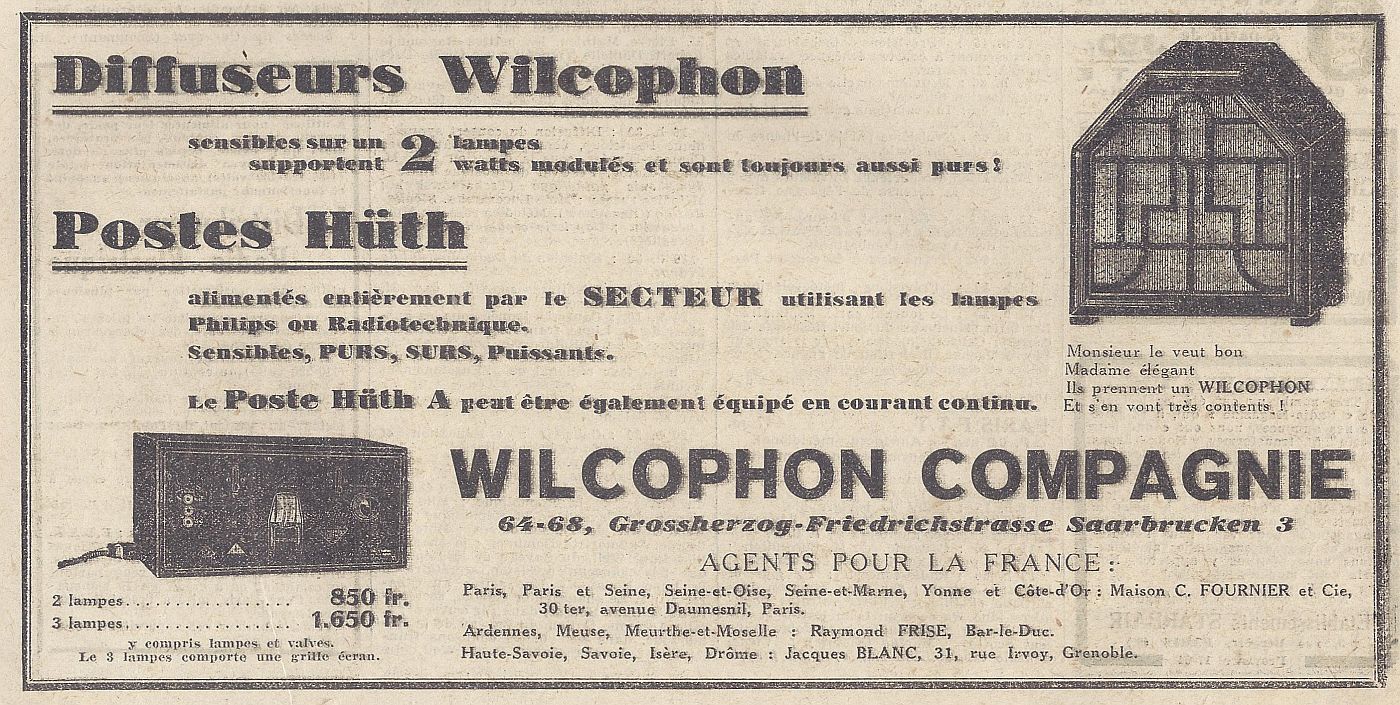 Diffuseurs Wilcophon
sensibles sur un 2 lampes
supportent 2 watts modulés et sont toujours aussi purs!
Postes Hüth
alimentés entièrement par le SECTEUR utilisant les lampes
Philips ou Radiotechnique.
Sensibles, PURS, SURS, Puissants.
Le Poste Hüth A peut être également équipé en courant continu.
Monsieur le veut bon
Madame élégant
Ils prennent un WILCOPHON
Et s'en vont très contents !
WILCOPHON COMPAGNIE
64-68, Grossherzog-Friedrichstrasse Saarbrucken 3
2 lampes................. 850 fr.
3 lampes................. 1.650 fr.
y compris lampes et valves.
Le 3 lampes comporte une grille écran.
AGENTS POUR LA FRANCE :
Paris, Paris et Seine, Seine-et-Oise, Seine-et-Marne, Yonne et Côte-d'Or : Maison C. FOURNIER et Cie,
30 ter, avenue Daumesnil, Paris.
Ardennes, Meuse, Meurthe-et-Moselle : Raymond FRISE, Bar-le-Duc.
Haute-Savoie, Savoie, Isère, Drôme : Jacques BLANC, 31, rue Irvoy, Grenoble.